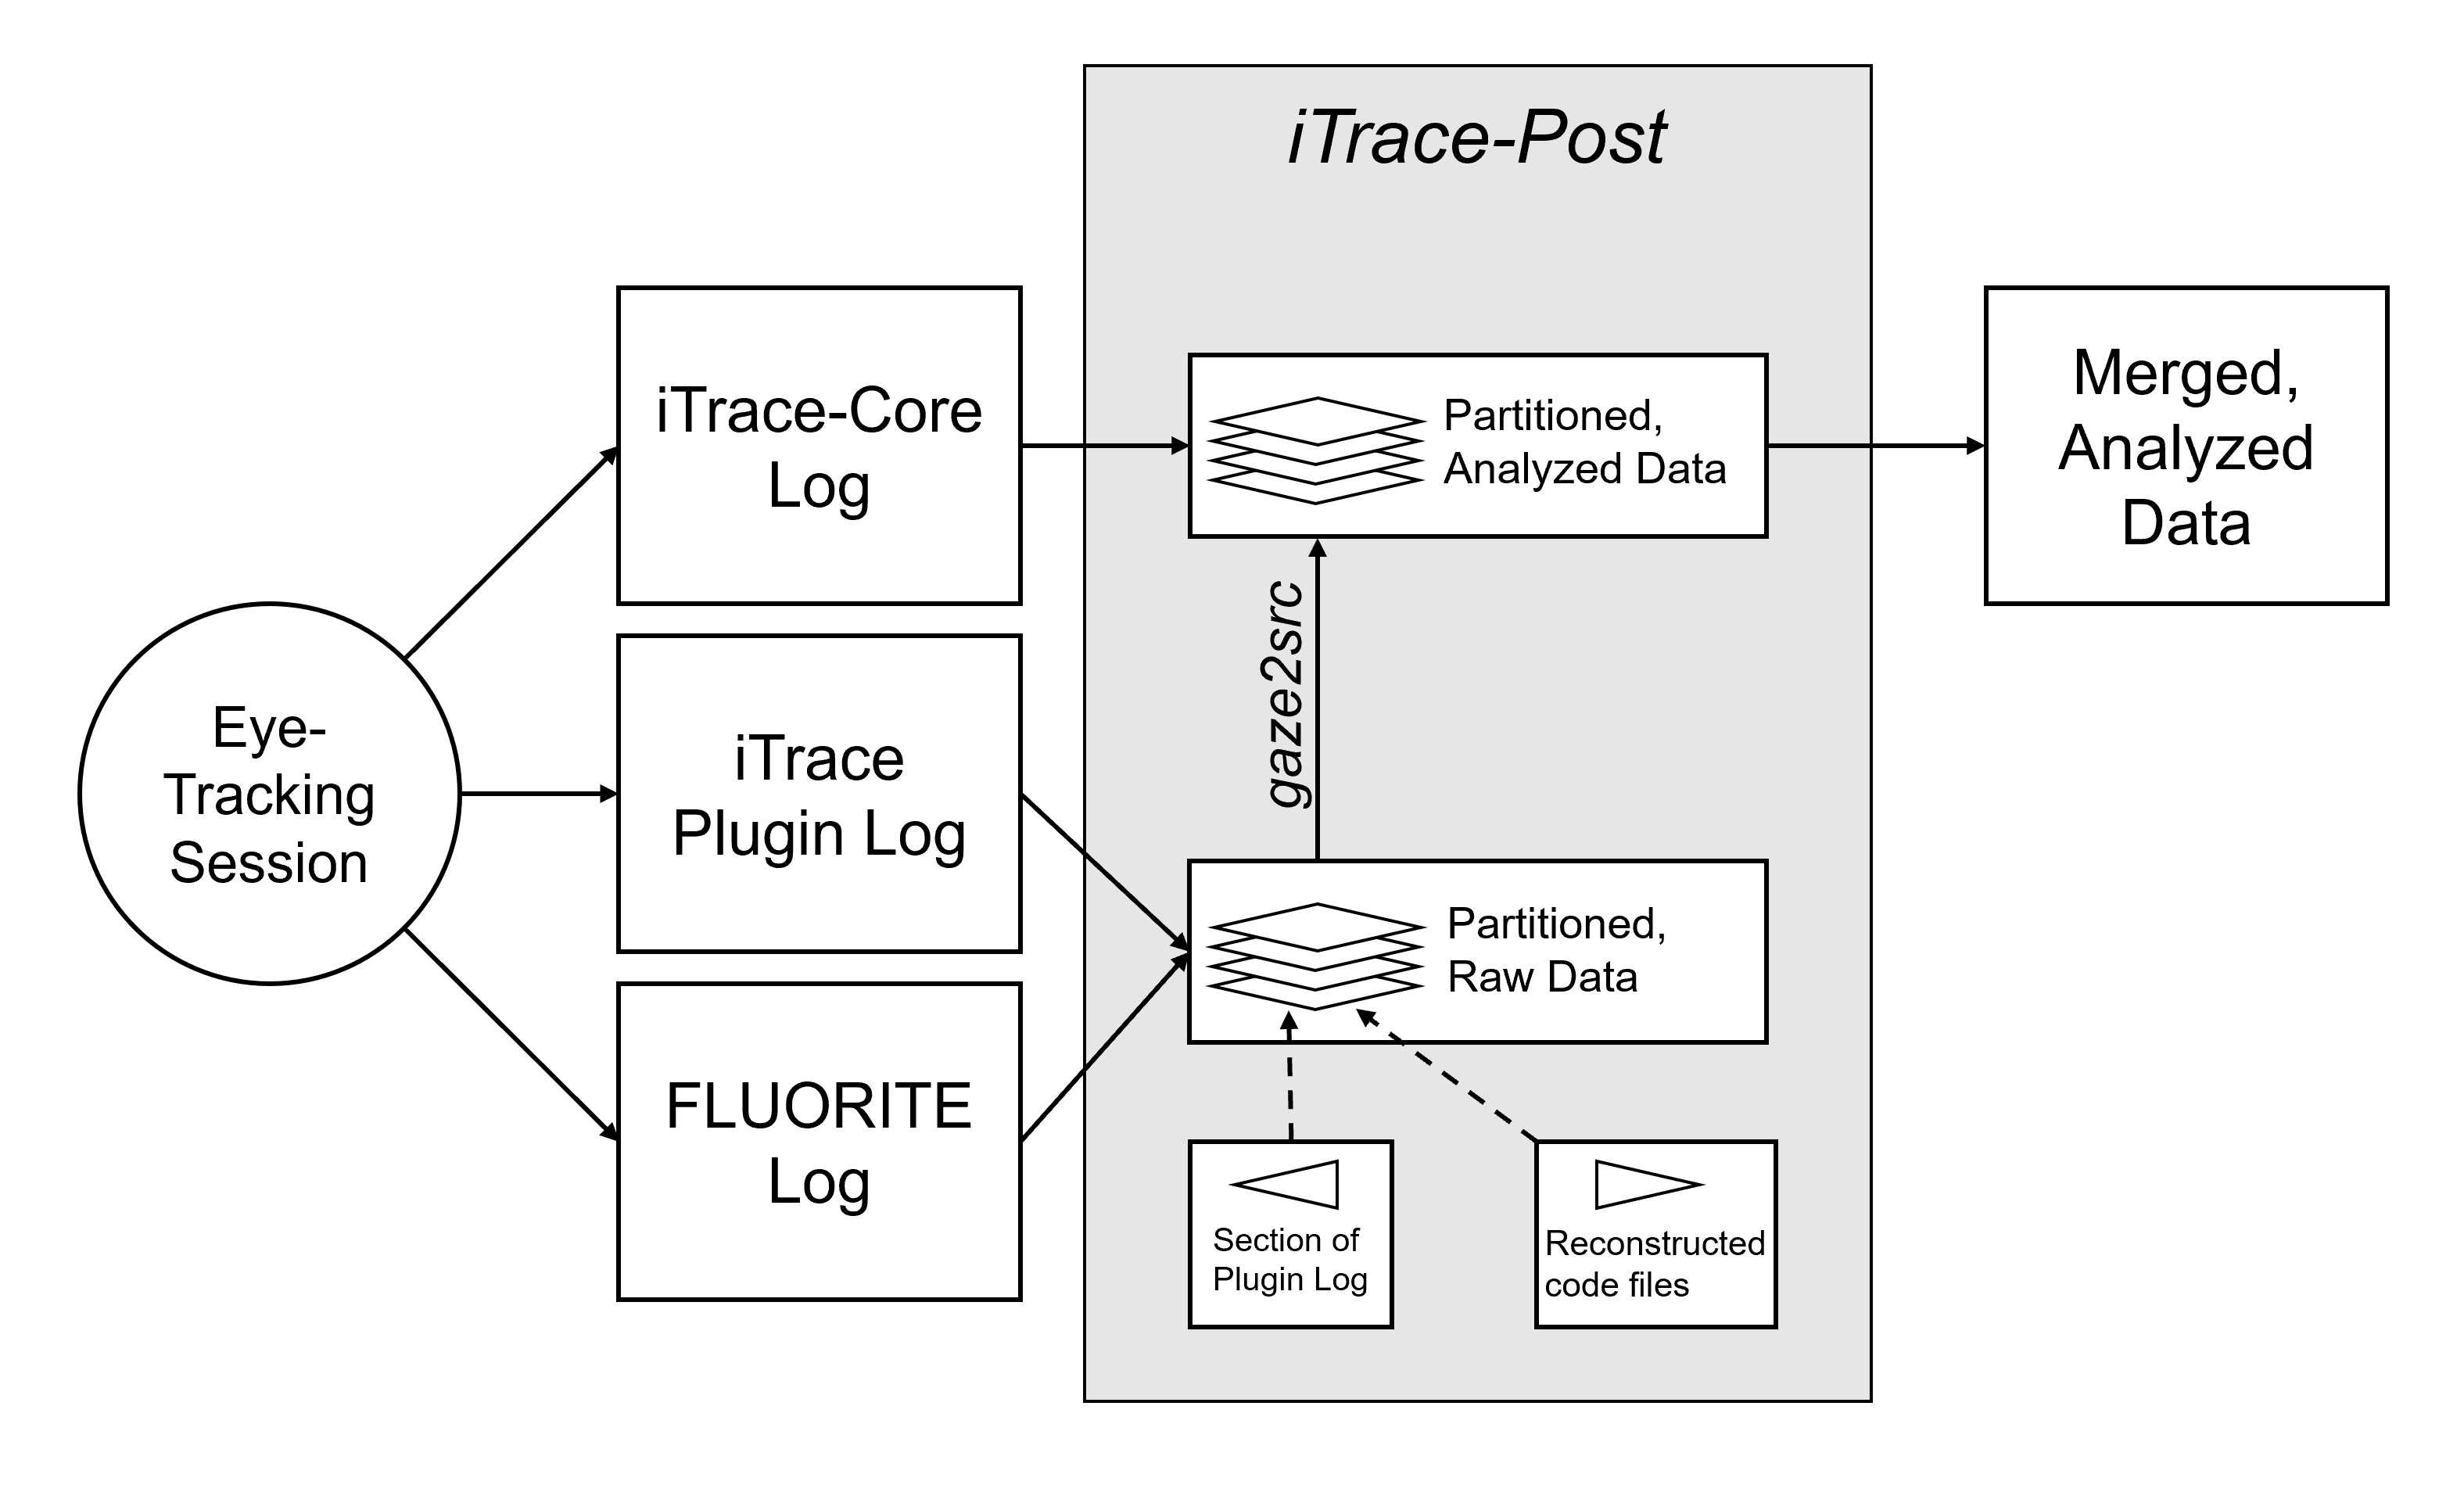 iTrace-Post
Eye-
Tracking
Session
iTrace-Core
Log
iTrace
Plugin Log
FLUORITE
Log
Partitioned,
Analyzed Data
gaze2src
Partitioned,
Raw Data
Section of
Plugin Log
Reconstructed
code files
Merged,
Analyzed
Data